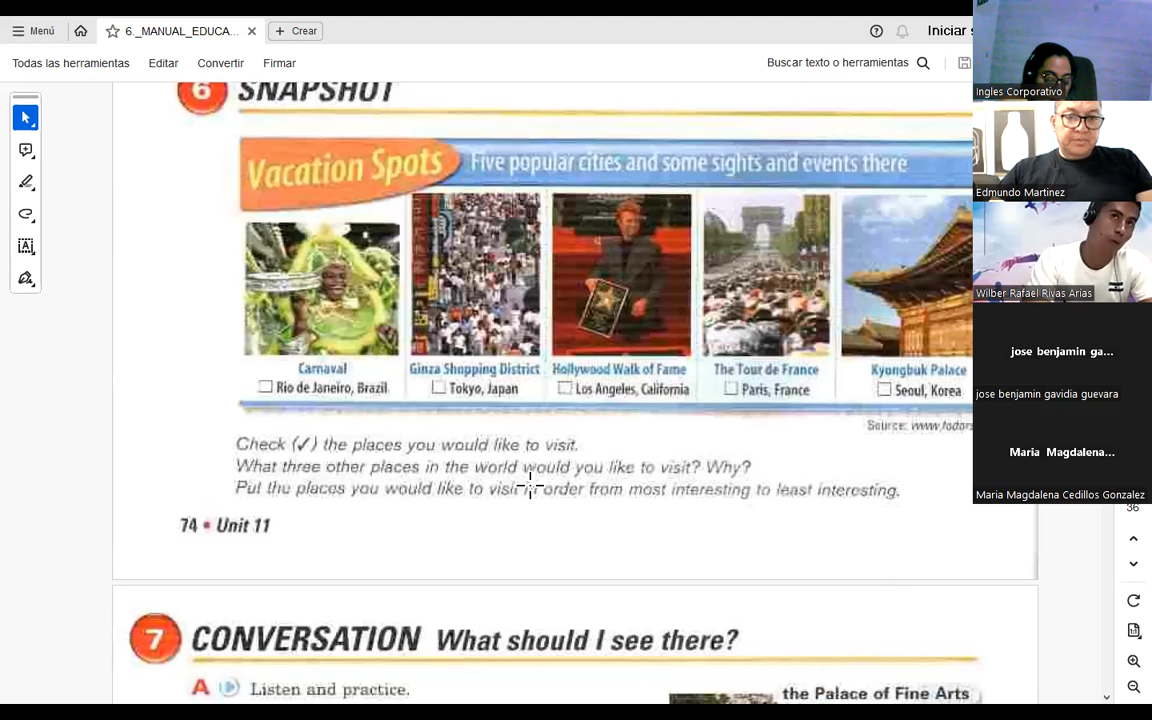 Menú
6._MANUAL_EDUCA...
Crear
Iniciar s
Todas las herramientas
Editar
Convertir
Firmar
Buscar texto o herramientas
6 SNAPSHOT
Vacation Spots
Five popular cities and some sights and events there
Carnaval
Rio de Janeiro, Brazil
Ginza Shopping District
Tokyo, Japan
Hollywood Walk of Fame
Los Angeles, California
The Tour de France
Paris, France
Kyongbuk Palace
Seoul, Korea
Source: www.fodors
Check (✓) the places you would like to visit.
What three other places in the world would you like to visit? Why?
Put the places you would like to visit in order from most interesting to least interesting.
74 • Unit 11
7 CONVERSATION What should I see there?
A Listen and practice.
the Palace of Fine Arts
Ingles Corporativo
Edmundo Martinez
Wilber Rafael Rivas Arias
jose benjamin ga...
jose benjamin gavidia guevara
Maria Magdalena...
Maria Magdalena Cedillos Gonzalez
36